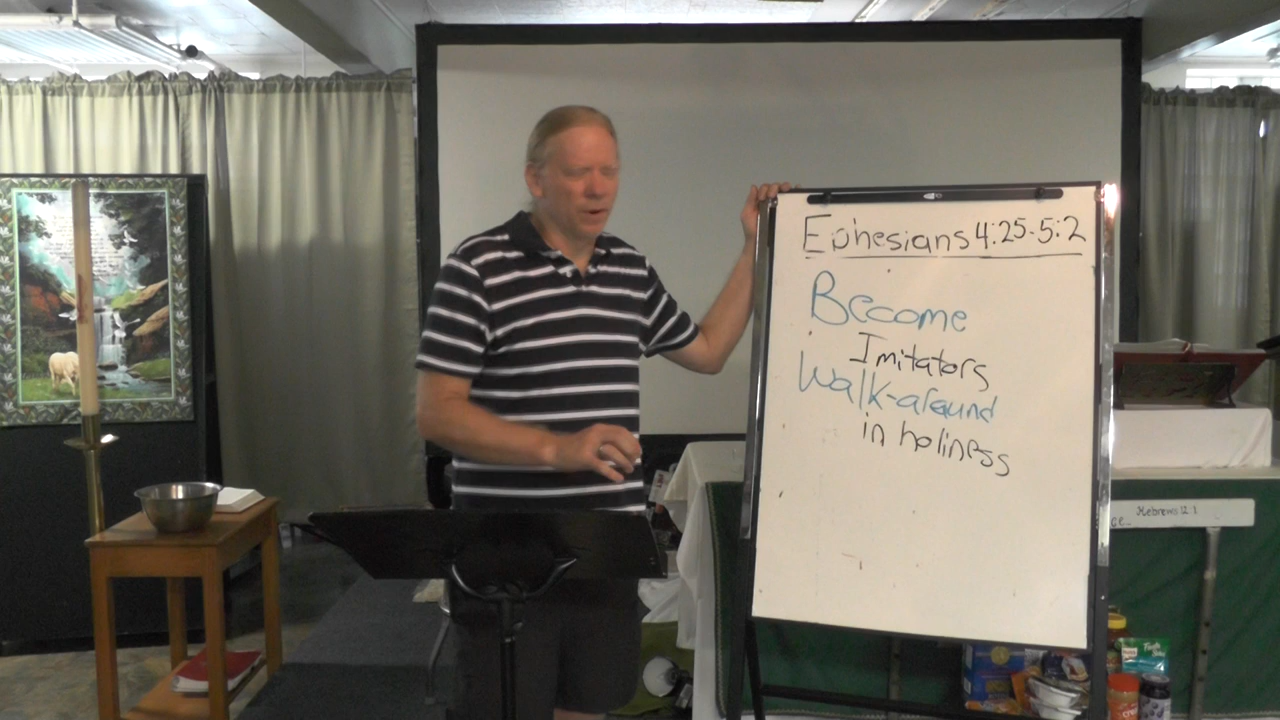 Ephesians 4:25-5:2
Become
Imitators
Walk-around
in holiness
Hebrews 12:1